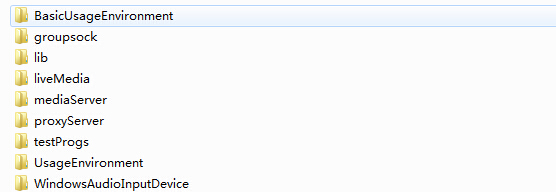 BasicUsageEnvironment
groupsock
lib
liveMedia
mediaServer
proxyServer
testProgs
UsageEnvironment
WindowsAudioInputDevice